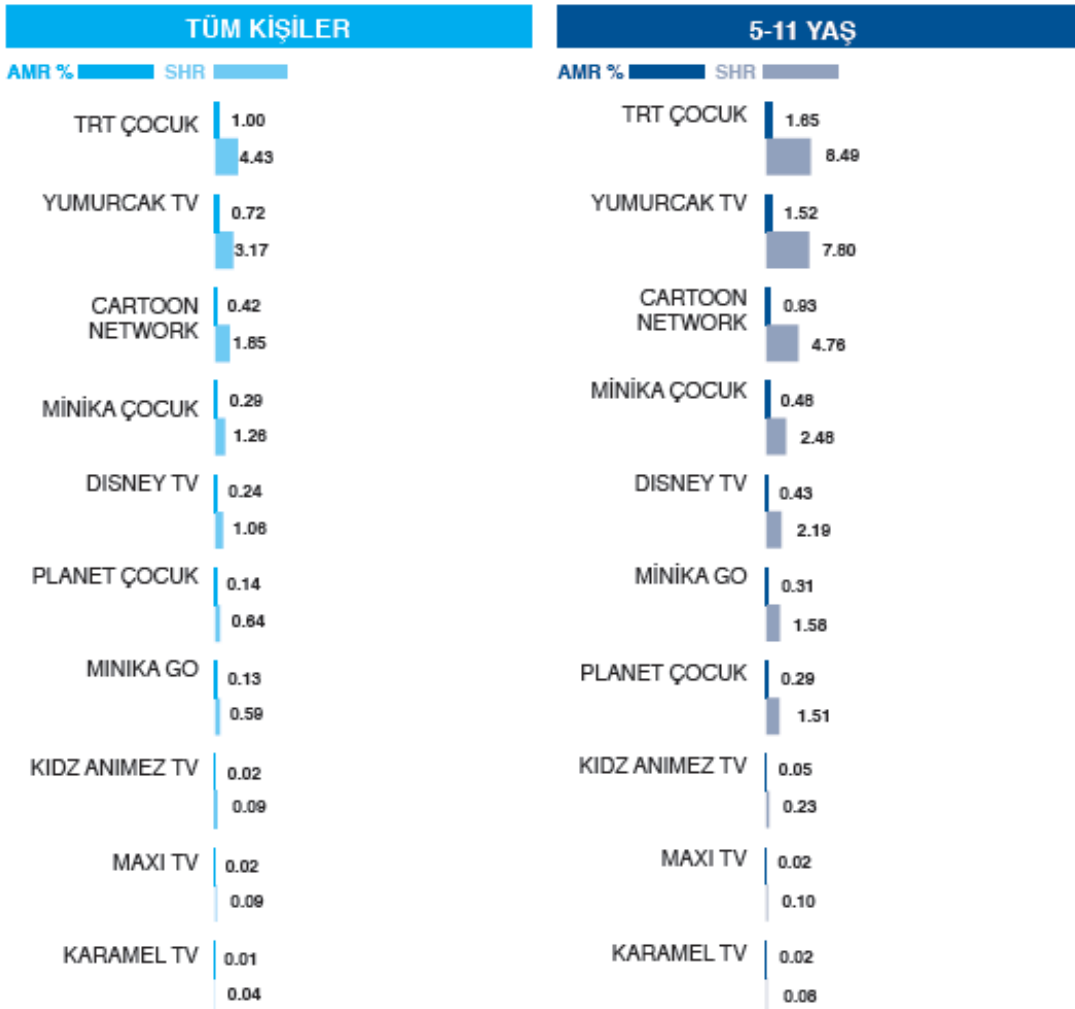 TÜM KİŞİLER
AMR % SHR
TRT ÇOCUK 1.00
4.43
YUMURCAK TV 0.72
3.17
CARTOON 0.42
NETWORK 1.85
MİNİKA ÇOCUK 0.29
1.26
DISNEY TV 0.24
1.06
PLANET ÇOCUK 0.14
0.64
MINIKA GO 0.13
0.59
KIDZ ANIMEZ TV 0.02
0.09
MAXI TV 0.02
0.09
KARAMEL TV 0.01
0.04
5-11 YAŞ
AMR % SHR
TRT ÇOCUK 1.65
8.49
YUMURCAK TV 1.52
7.80
CARTOON 0.93
NETWORK 4.76
MİNİKA ÇOCUK 0.48
2.48
DISNEY TV 0.43
2.19
MİNİKA GO 0.31
1.58
PLANET ÇOCUK 0.29
1.51
KIDZ ANIMEZ TV 0.05
0.23
MAXI TV 0.02
0.10
KARAMEL TV 0.02
0.08